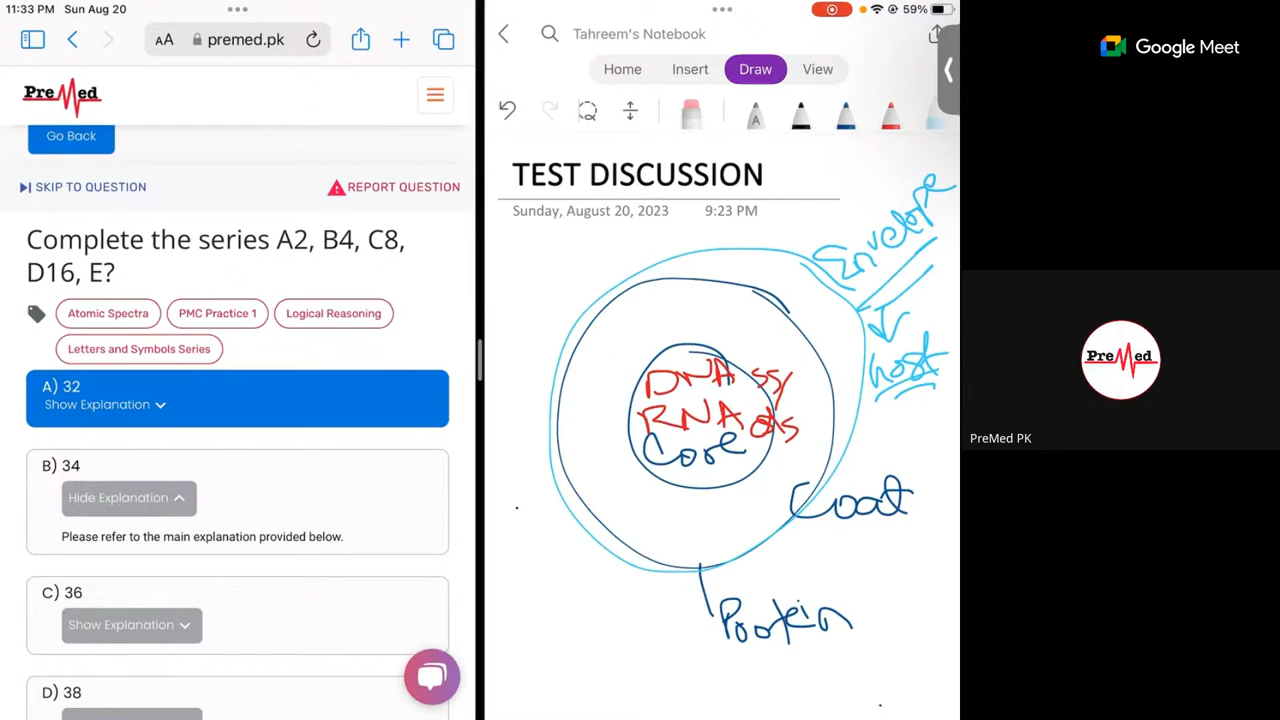 11:33 PM Sun Aug 20
AA premed.pk
PreMed
Go Back
SKIP TO QUESTION
REPORT QUESTION
Complete the series A2, B4, C8,
D16, E?
Atomic Spectra
PMC Practice 1
Logical Reasoning
Letters and Symbols Series
A) 32
Show Explanation
B) 34
Hide Explanation
Please refer to the main explanation provided below.
C) 36
Show Explanation
D) 38
59%
Tahreem's Notebook
Home Insert Draw View
A
TEST DISCUSSION
Sunday, August 20, 2023 9:23 PM
Envelope
host
DNA ss/
RNA ds
Core
Coat
Protein
Google Meet
PreMed
PreMed PK